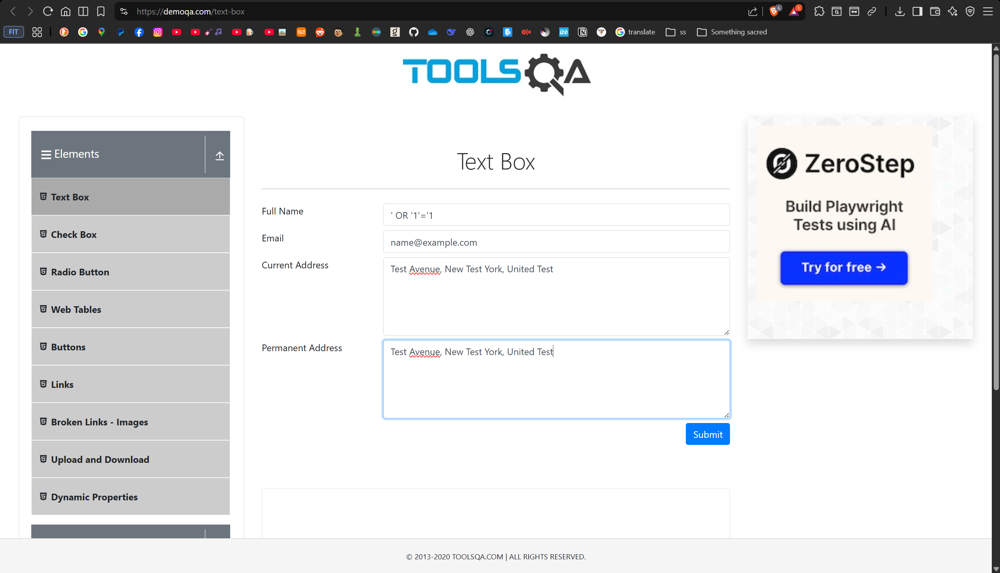 https://demoqa.com/text-box
6
1
FIT
translate
ss
Something sacred
TOOLSQA
Elements
Text Box
Check Box
Radio Button
Web Tables
Buttons
Links
Broken Links - Images
Upload and Download
Dynamic Properties
Text Box
Full Name
' OR '1'='1
Email
name@example.com
Current Address
Test Avenue, New Test York, United Test
Permanent Address
Test Avenue, New Test York, United Test
Submit
ZeroStep
Build Playwright
Tests using AI
Try for free →
© 2013-2020 TOOLSQA.COM | ALL RIGHTS RESERVED.